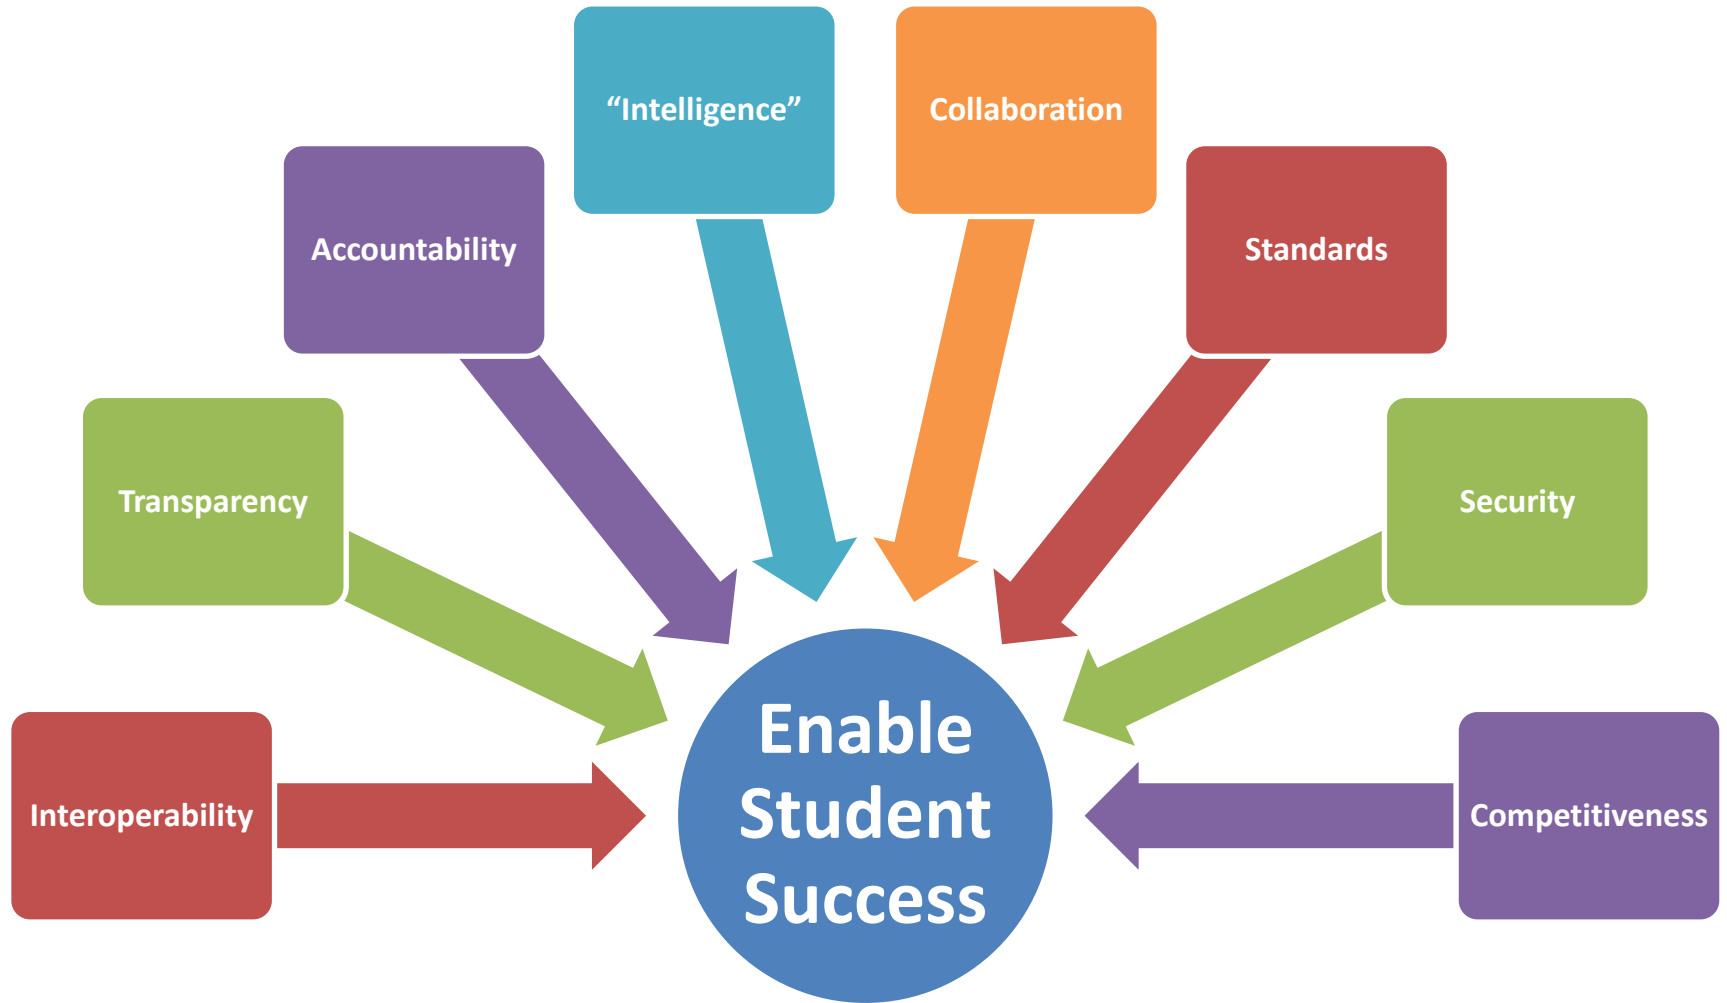 “Intelligence”
Collaboration
Accountability
Standards
Transparency
Security
Interoperability
Competitiveness
Enable
Student
Success